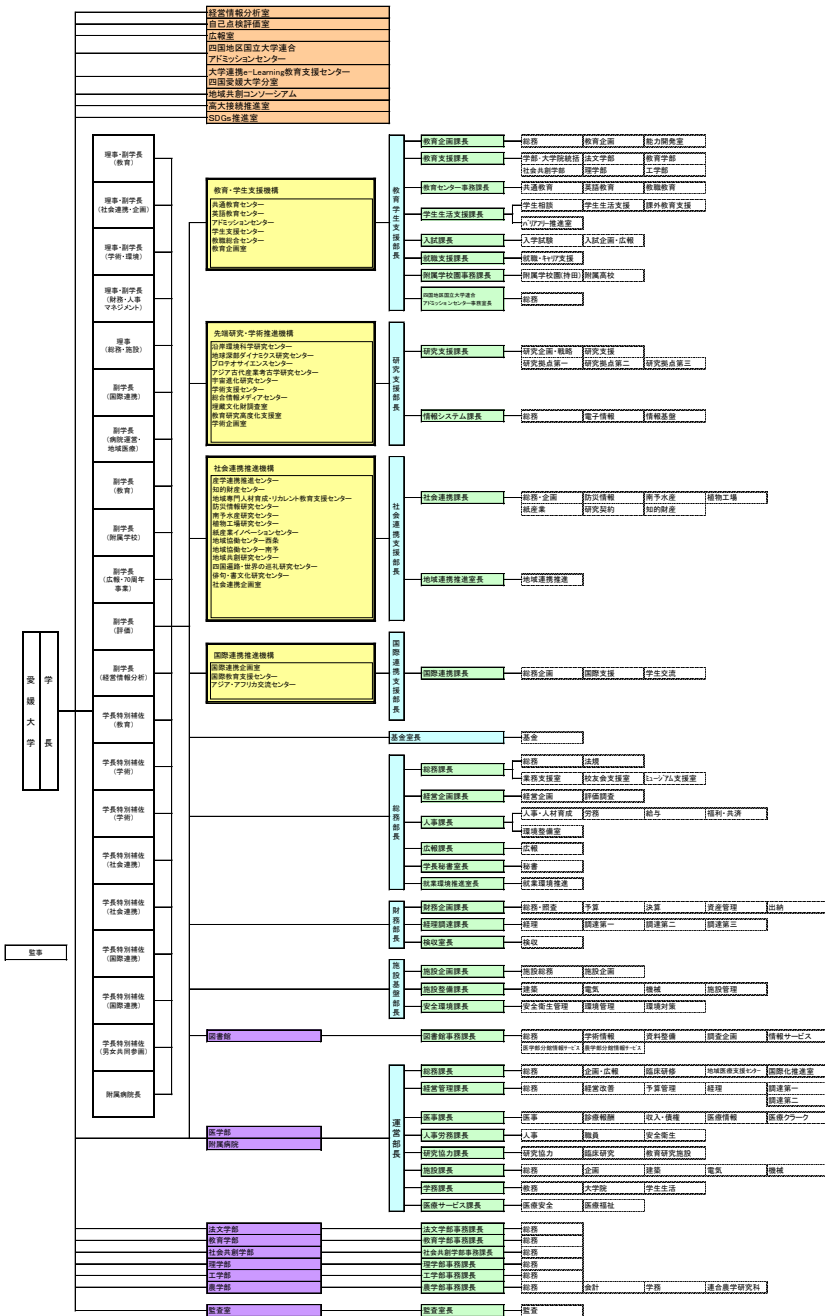 経営情報分析室
自己点検評価室
広報室
四国地区国立大学連合
アドミッションセンター
大学連携e-Learning教育支援センター
四国愛媛大学分室
地域共創コンソーシアム
高大接続推進室
SDGs推進室
愛媛大学
学長
監事
理事・副学長
(教育)
理事・副学長
(社会連携・企画)
理事・副学長
(学術・環境)
理事・副学長
(財務・人事
マネジメント)
理事
(総務・施設)
副学長
(国際連携)
副学長
(病院運営・
地域医療)
副学長
(教育)
副学長
(附属学校)
副学長
(広報・70周年
事業)
副学長
(評価)
副学長
(経営情報分析)
学長特別補佐
(教育)
学長特別補佐
(学術)
学長特別補佐
(学術)
学長特別補佐
(社会連携)
学長特別補佐
(社会連携)
学長特別補佐
(国際連携)
学長特別補佐
(国際連携)
学長特別補佐
(男女共同参画)
附属病院長
教育・学生支援機構
共通教育センター
英語教育センター
アドミッションセンター
学生支援センター
教職総合センター
教育企画室
教育学生支援部長
教育企画課長 総務 教育企画 能力開発室
教育支援課長 学部・大学院統括 法文学部 教育学部
社会共創学部 理学部 工学部
教育センター事務課長 共通教育 英語教育 教職教育
学生生活支援課長 学生相談 学生生活支援 課外教育支援
バリアフリー推進室
入試課長 入学試験 入試企画・広報
就職支援課長 就職・キャリア支援
附属学校園事務課長 附属学校園(持田) 附属高校
四国地区国立大学連合
アドミッションセンター事務室長 総務
先端研究・学術推進機構
沿岸環境科学研究センター
地球深部ダイナミクス研究センター
プロテオサイエンスセンター
アジア古代産業考古学研究センター
宇宙進化研究センター
学術支援センター
総合情報メディアセンター
埋蔵文化財調査室
教育研究高度化支援室
学術企画室
研究支援部長
研究支援課長 研究企画・戦略 研究支援
研究拠点第一 研究拠点第二 研究拠点第三
情報システム課長 総務 電子情報 情報基盤
社会連携推進機構
産学連携推進センター
知的財産センター
地域専門人材育成・リカレント教育支援センター
防災情報研究センター
南予水産研究センター
植物工場研究センター
紙産業イノベーションセンター
地域協働センター西条
地域協働センター南予
地域共創研究センター
四国遍路・世界の巡礼研究センター
俳句・書文化研究センター
社会連携企画室
社会連携支援部長
社会連携課長 総務・企画 防災情報 南予水産 植物工場
紙産業 研究契約 知的財産
地域連携推進室長 地域連携推進
国際連携推進機構
国際連携企画室
国際教育支援センター
アジア・アフリカ交流センター
国際連携支援部長
国際連携課長 総務企画 国際支援 学生交流
基金室長 基金
総務部長
総務課長 総務 法規
業務支援室 校友会支援室 ミュージアム支援室
経営企画課長 経営企画 評価調査
人事課長 人事・人材育成 労務 給与 福利・共済
環境整備室
広報課長 広報
学長秘書室長 秘書
就業環境推進室長 就業環境推進
財務部長
財務企画課長 総務・照査 予算 決算 資産管理 出納
経理調達課長 経理 調達第一 調達第二 調達第三
検収室長 検収
施設基盤部長
施設企画課長 施設総務 施設企画
施設整備課長 建築 電気 機械 施設管理
安全環境課長 安全衛生管理 環境管理 環境対策
図書館 図書館事務課長 総務 学術情報 資料整備 調査企画 情報サービス
医学部分館情報サービス 農学部分館情報サービス
医学部
附属病院
運営部長
総務課長 総務 企画・広報 臨床研修 地域医療支援センター 国際化推進室
経営管理課長 総務 経営改善 予算管理 経理 調達第一
調達第二
医事課長 医事 診療報酬 収入・債権 医療情報 医療クラーク
人事労務課長 人事 職員 安全衛生
研究協力課長 研究協力 臨床研究 教育研究施設
施設課長 総務 企画 建築 電気 機械
学務課長 教務 大学院 学生生活
医療サービス課長 医療安全 医療福祉
法文学部 法文学部事務課長 総務
教育学部 教育学部事務課長 総務
社会共創学部 社会共創学部事務課長 総務
理学部 理学部事務課長 総務
工学部 工学部事務課長 総務
農学部 農学部事務課長 総務 会計 学務 連合農学研究科
監査室 監査室長 監査